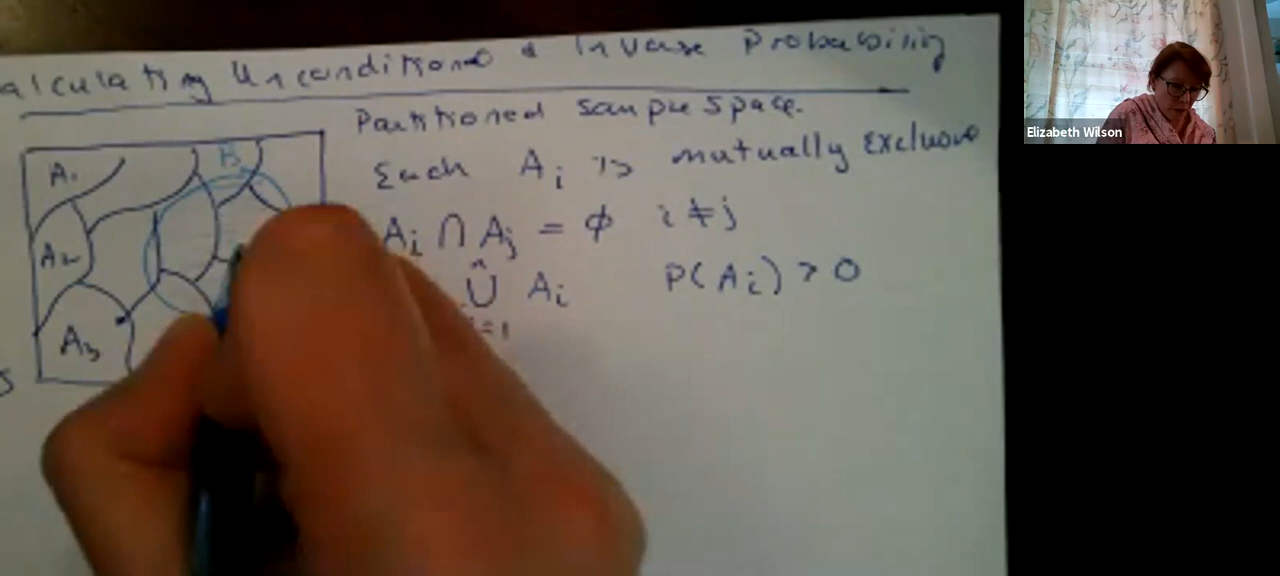 alculating Unconditional & Inverse Probability
Partitioned sample space.
Each Aᵢ is mutually Exclusive
Aᵢ ∩ Aⱼ = ϕ i ≠ j
n
∪ Aᵢ P(Aᵢ) > 0
i=1
A₁
B
A₂
A₃
S
Elizabeth Wilson